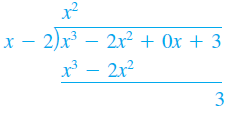 x²
x − 2)x³ − 2x² + 0x + 3
x³ − 2x²
3